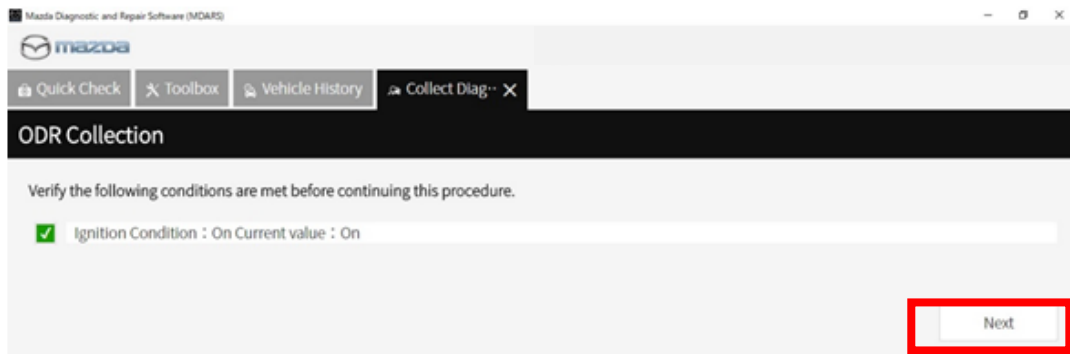 Mazda Diagnostic and Repair Software (MDARS)
mazda
Quick Check Toolbox Vehicle History Collect Diag··
ODR Collection
Verify the following conditions are met before continuing this procedure.
Ignition Condition：On Current value：On
Next